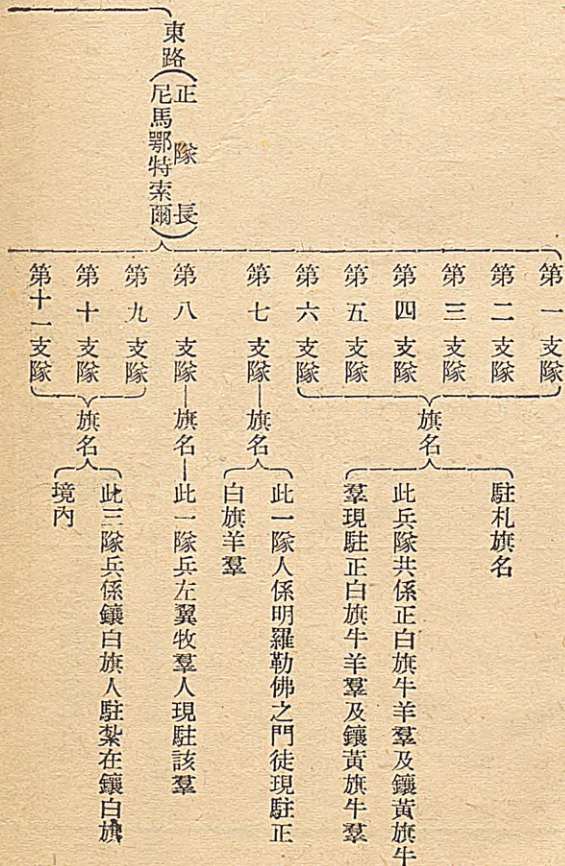 東路(正隊長
尼馬鄂特索爾)
第一支隊
第二支隊
第三支隊
第四支隊
第五支隊
第六支隊
旗名
駐札旗名
此兵隊共係正白旗牛羊羣及鑲黃旗牛
羣現駐正白旗牛羊羣及鑲黃旗牛羣
第七支隊
旗名
此一隊人係明羅勒佛之門徒現駐正
白旗羊羣
第八支隊
旗名
此一隊兵左翼牧羣人現駐該羣
第九支隊
第十支隊
第十一支隊
旗名
此三隊兵係鑲白旗人駐紮在鑲白旗
境內